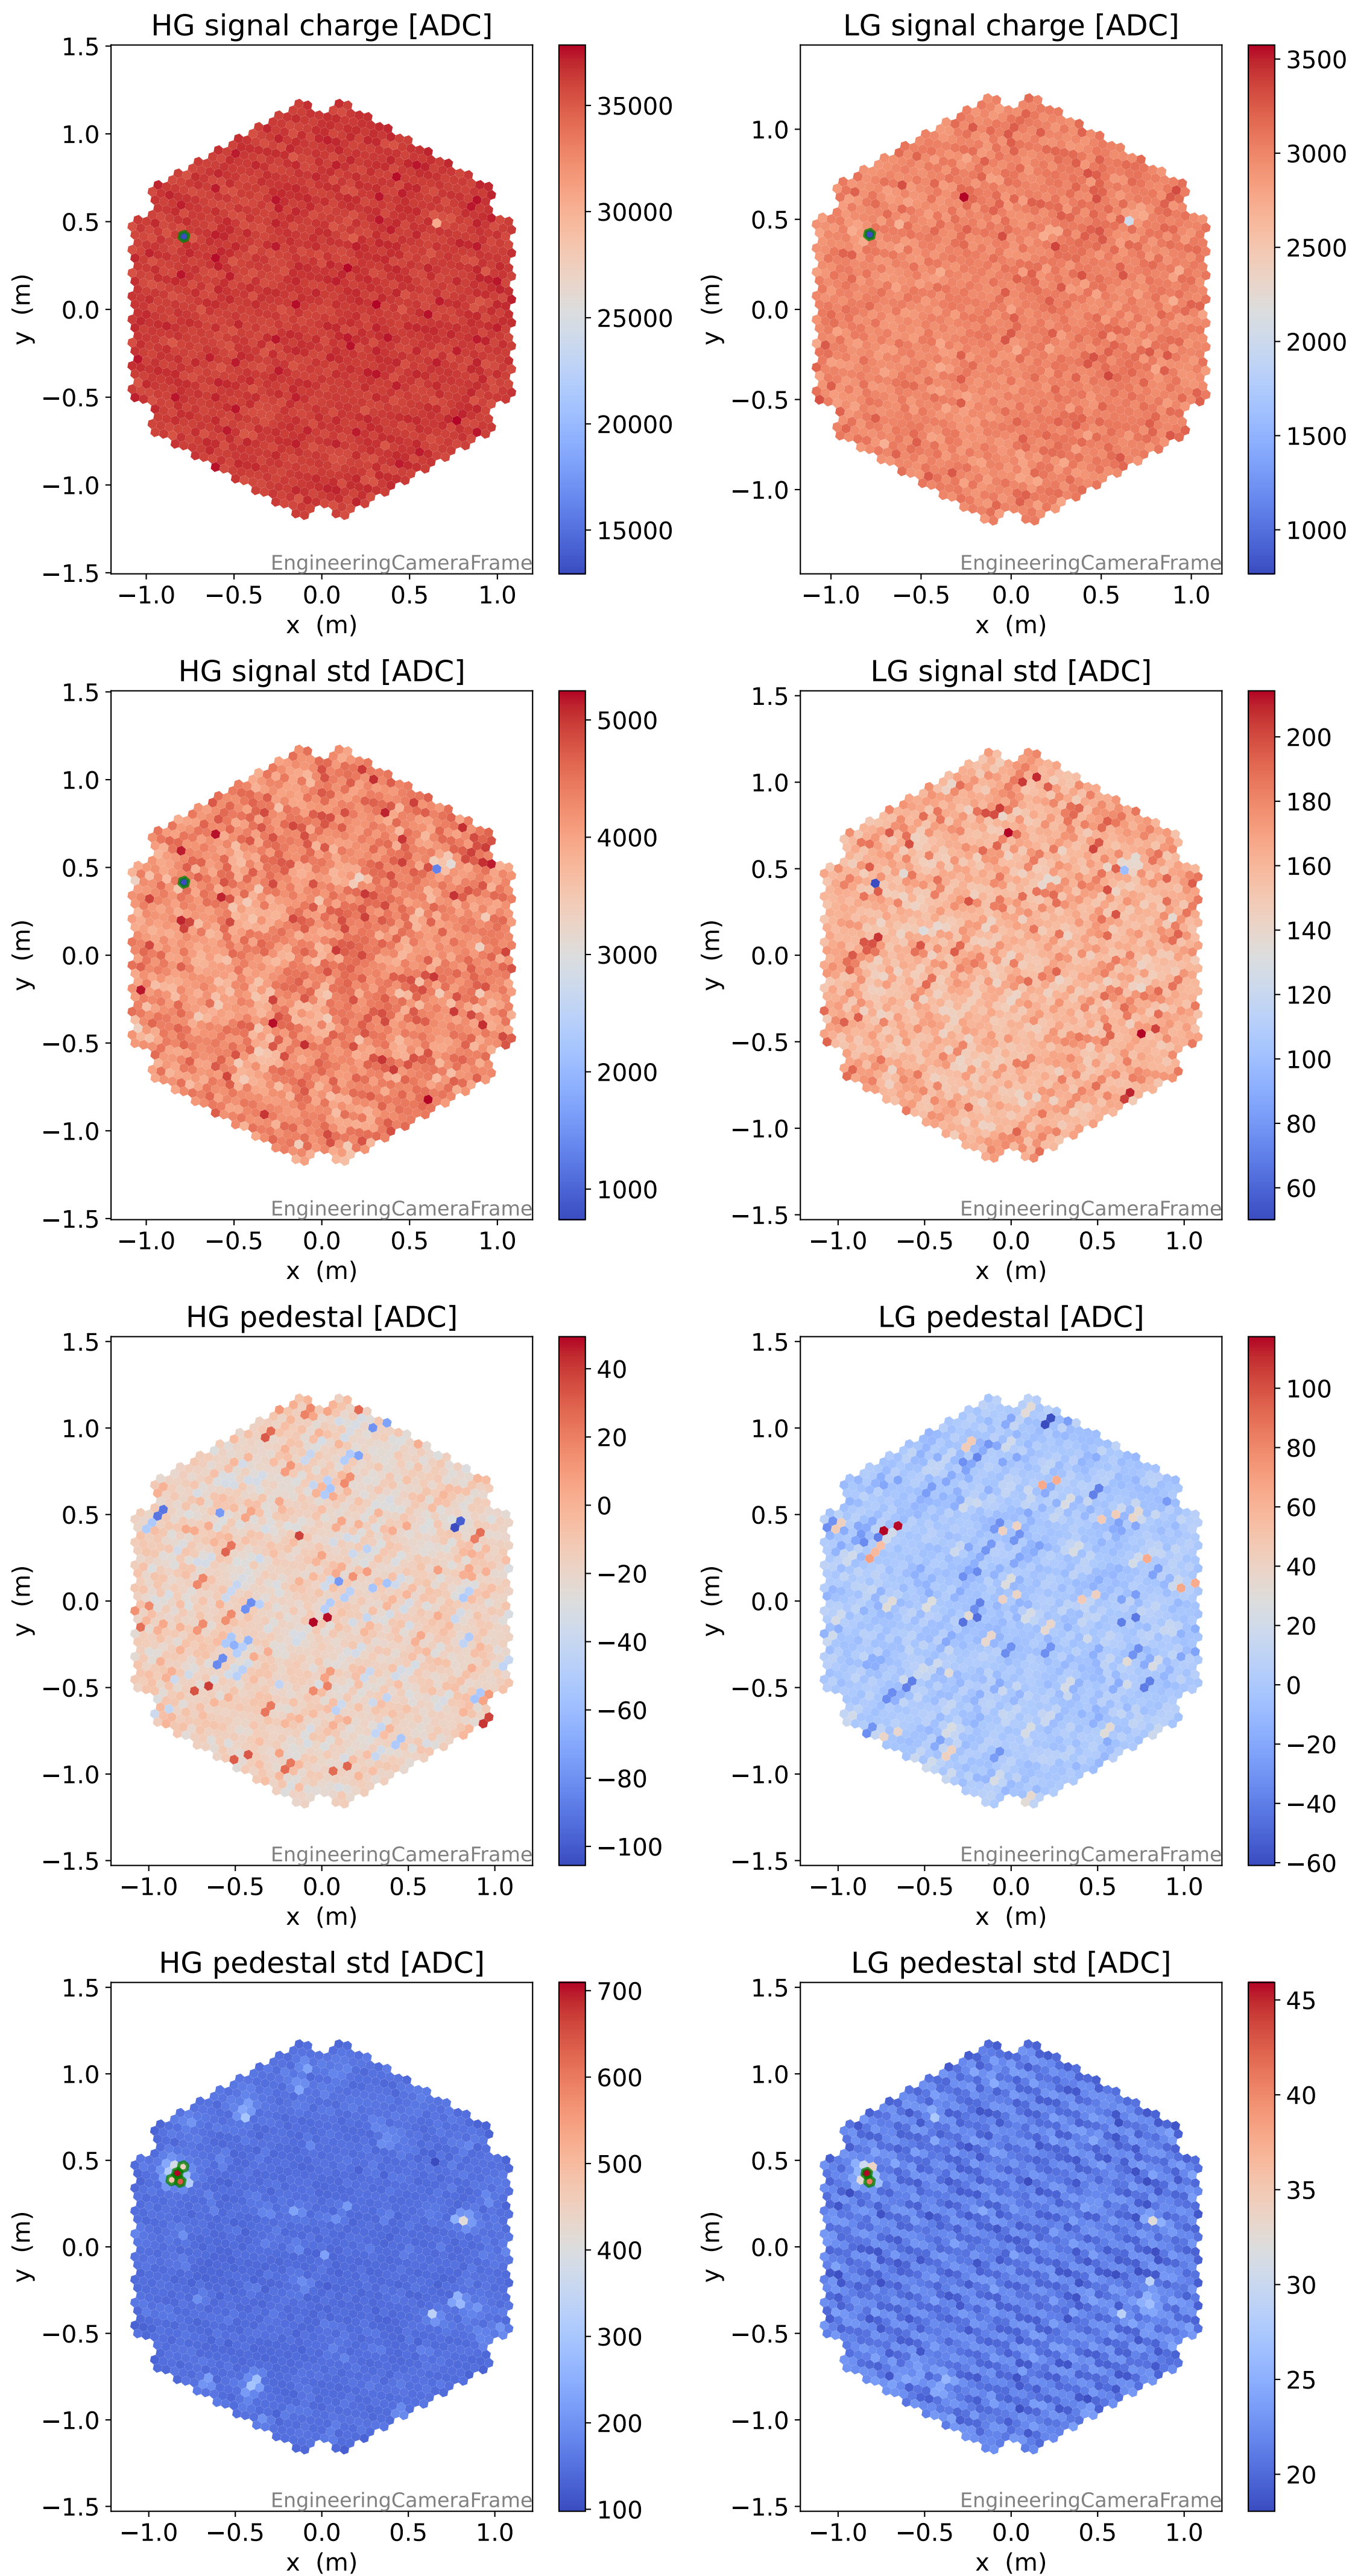 HG signal charge [ADC]
LG signal charge [ADC]
1.5
1.0
0.5
0.0
−0.5
−1.0
−1.5
y (m)
−1.0 −0.5 0.0 0.5 1.0
x (m)
EngineeringCameraFrame
35000
30000
25000
20000
15000
1.0
0.5
0.0
−0.5
−1.0
y (m)
−1.0 −0.5 0.0 0.5 1.0
x (m)
EngineeringCameraFrame
3500
3000
2500
2000
1500
1000
HG signal std [ADC]
LG signal std [ADC]
1.5
1.0
0.5
0.0
−0.5
−1.0
−1.5
y (m)
−1.0 −0.5 0.0 0.5 1.0
x (m)
EngineeringCameraFrame
5000
4000
3000
2000
1000
1.5
1.0
0.5
0.0
−0.5
−1.0
−1.5
y (m)
−1.0 −0.5 0.0 0.5 1.0
x (m)
EngineeringCameraFrame
200
180
160
140
120
100
80
60
HG pedestal [ADC]
LG pedestal [ADC]
1.5
1.0
0.5
0.0
−0.5
−1.0
−1.5
y (m)
−1.0 −0.5 0.0 0.5 1.0
x (m)
EngineeringCameraFrame
40
20
0
−20
−40
−60
−80
−100
1.5
1.0
0.5
0.0
−0.5
−1.0
−1.5
y (m)
−1.0 −0.5 0.0 0.5 1.0
x (m)
EngineeringCameraFrame
100
80
60
40
20
0
−20
−40
−60
HG pedestal std [ADC]
LG pedestal std [ADC]
1.5
1.0
0.5
0.0
−0.5
−1.0
−1.5
y (m)
−1.0 −0.5 0.0 0.5 1.0
x (m)
EngineeringCameraFrame
700
600
500
400
300
200
100
1.5
1.0
0.5
0.0
−0.5
−1.0
−1.5
y (m)
−1.0 −0.5 0.0 0.5 1.0
x (m)
EngineeringCameraFrame
45
40
35
30
25
20